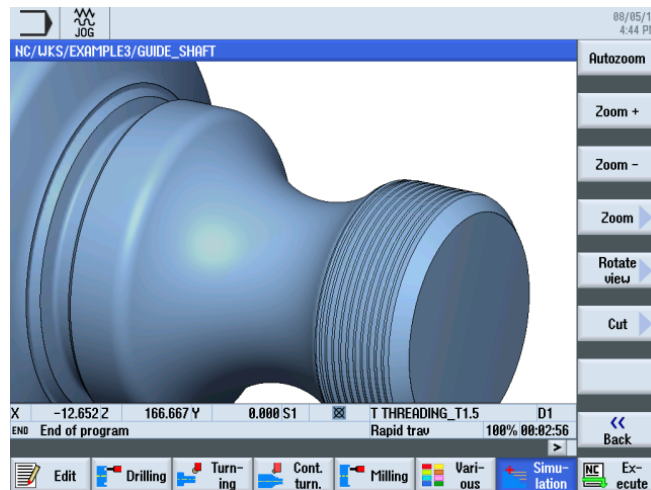 JOG
08/05/1
4:44 PM
NC/WKS/EXAMPLE3/GUIDE_SHAFT
Autozoom
Zoom +
Zoom -
Zoom
Rotate
view
Cut
X -12.652 Z 166.667 Y 0.000 S1 T THREADING_T1.5 D1
END End of program Rapid trav 100% 00:02:56
>
<<
Back
Edit
Drilling
Turn-
ing
Cont.
turn.
Milling
Vari-
ous
Simu-
lation
NC
Ex-
ecute